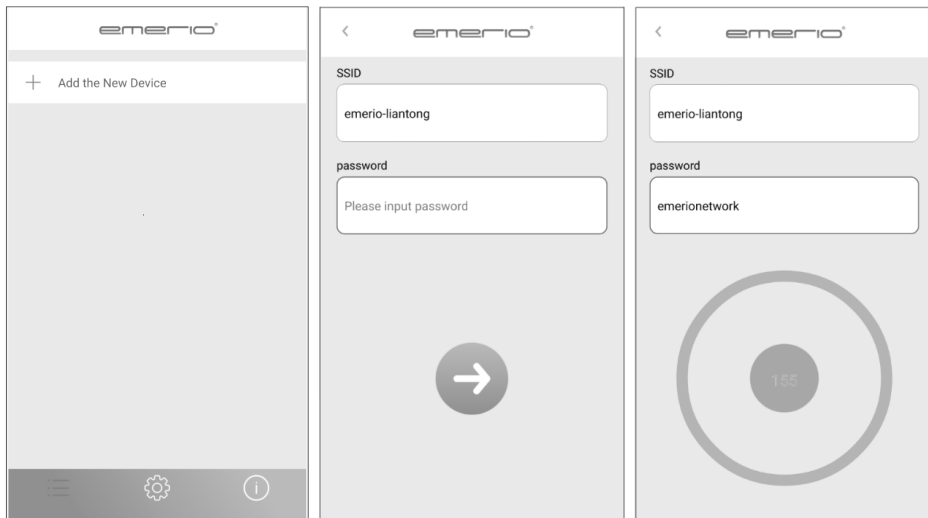 emerio®
Add the New Device
emerio®
SSID
emerio-liantong
password
Please input password
emerio®
SSID
emerio-liantong
password
emerionetwork
155